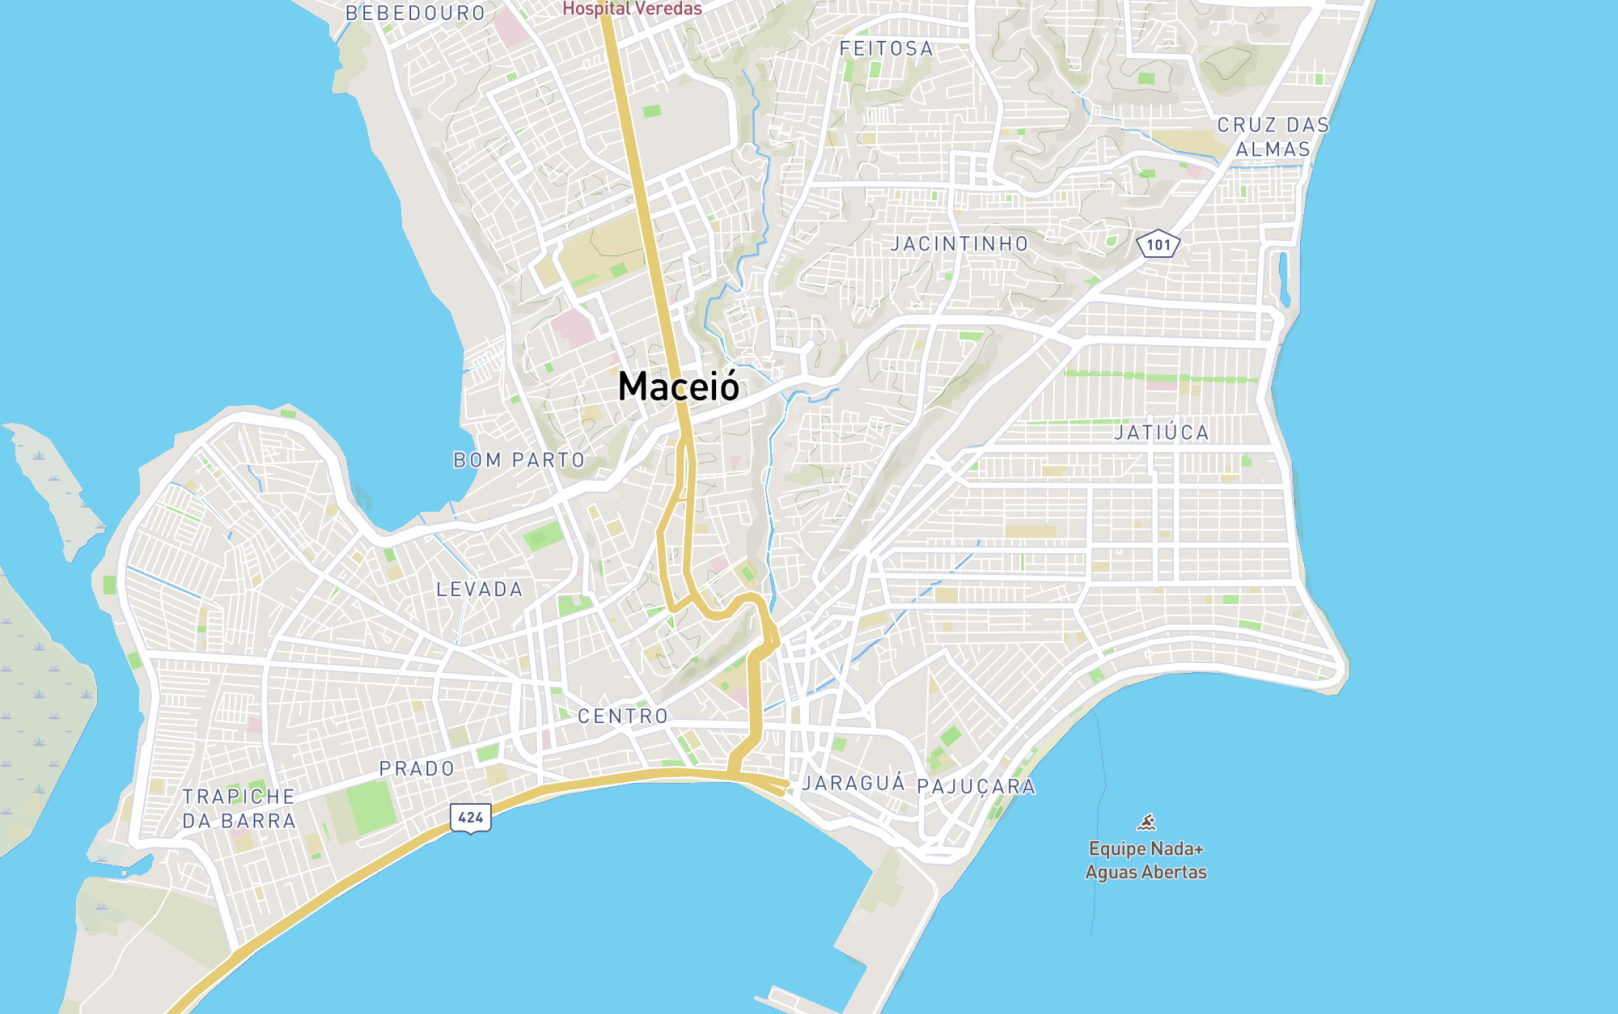 Hospital Veredas
BEBEDOURO
FEITOSA
CRUZ DAS
ALMAS
JACINTINHO
101
Maceió
JATIÚCA
BOM PARTO
LEVADA
CENTRO
PRADO
JARAGUÁ
PAJUÇARA
TRAPICHE
DA BARRA
424
Equipe Nada+
Aguas Abertas